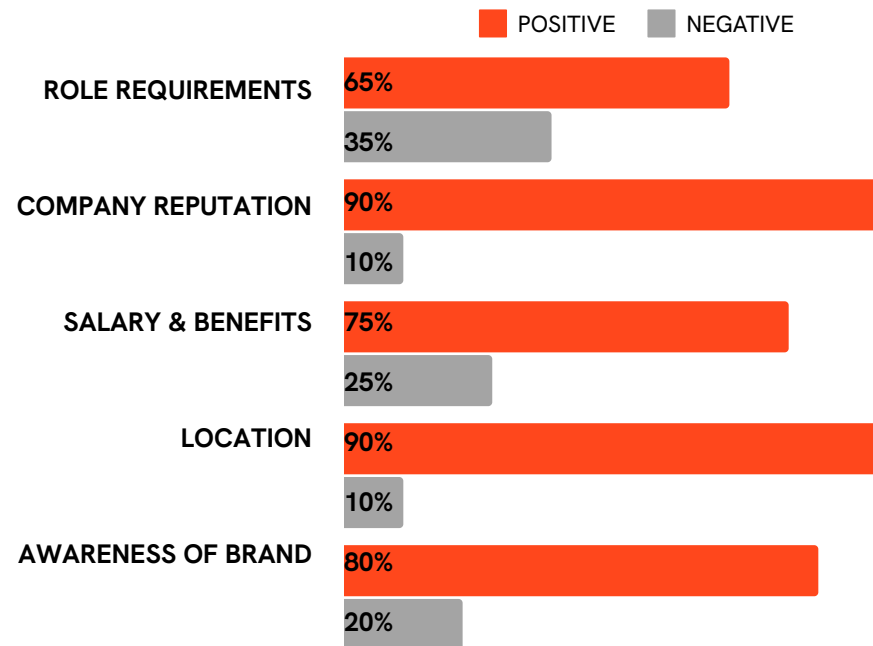 POSITIVE NEGATIVE
ROLE REQUIREMENTS
65%
35%
COMPANY REPUTATION
90%
10%
SALARY & BENEFITS
75%
25%
LOCATION
90%
10%
AWARENESS OF BRAND
80%
20%